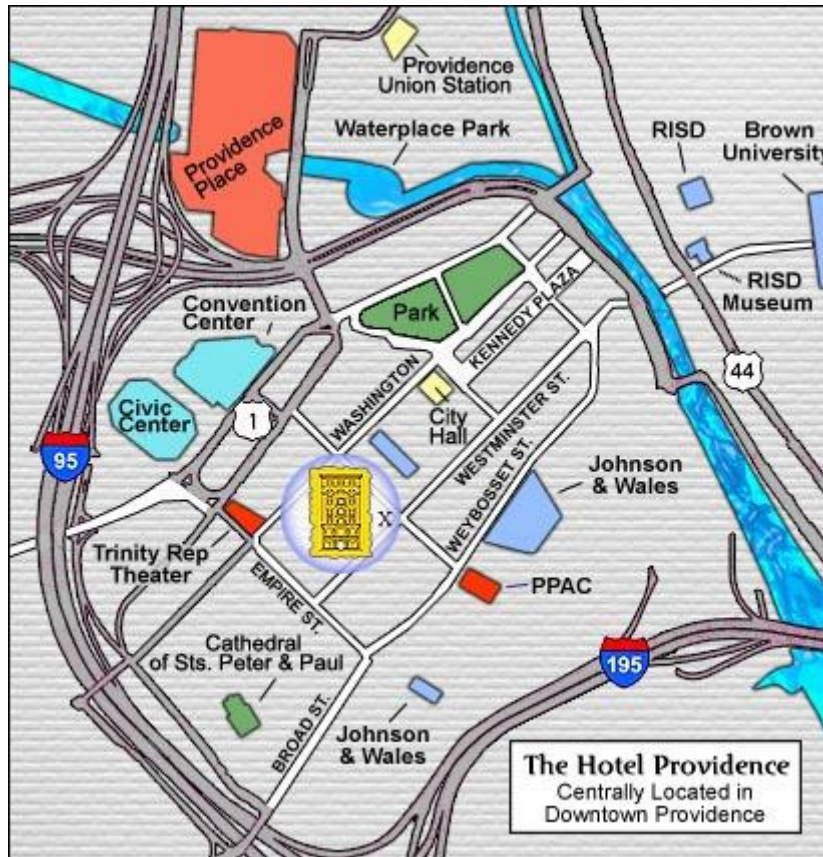 Providence
Union Station
Waterplace Park
Providence
Place
RISD
Brown
University
RISD
Museum
Convention
Center
Park
KENNEDY PLAZA
44
Civic
Center
1
WASHINGTON
City
Hall
WESTMINSTER ST.
95
WEYBOSSET ST.
Johnson
& Wales
X
Trinity Rep
Theater
EMPIRE ST.
PPAC
Cathedral
of Sts. Peter & Paul
195
BROAD ST.
Johnson
& Wales
The Hotel Providence
Centrally Located in
Downtown Providence